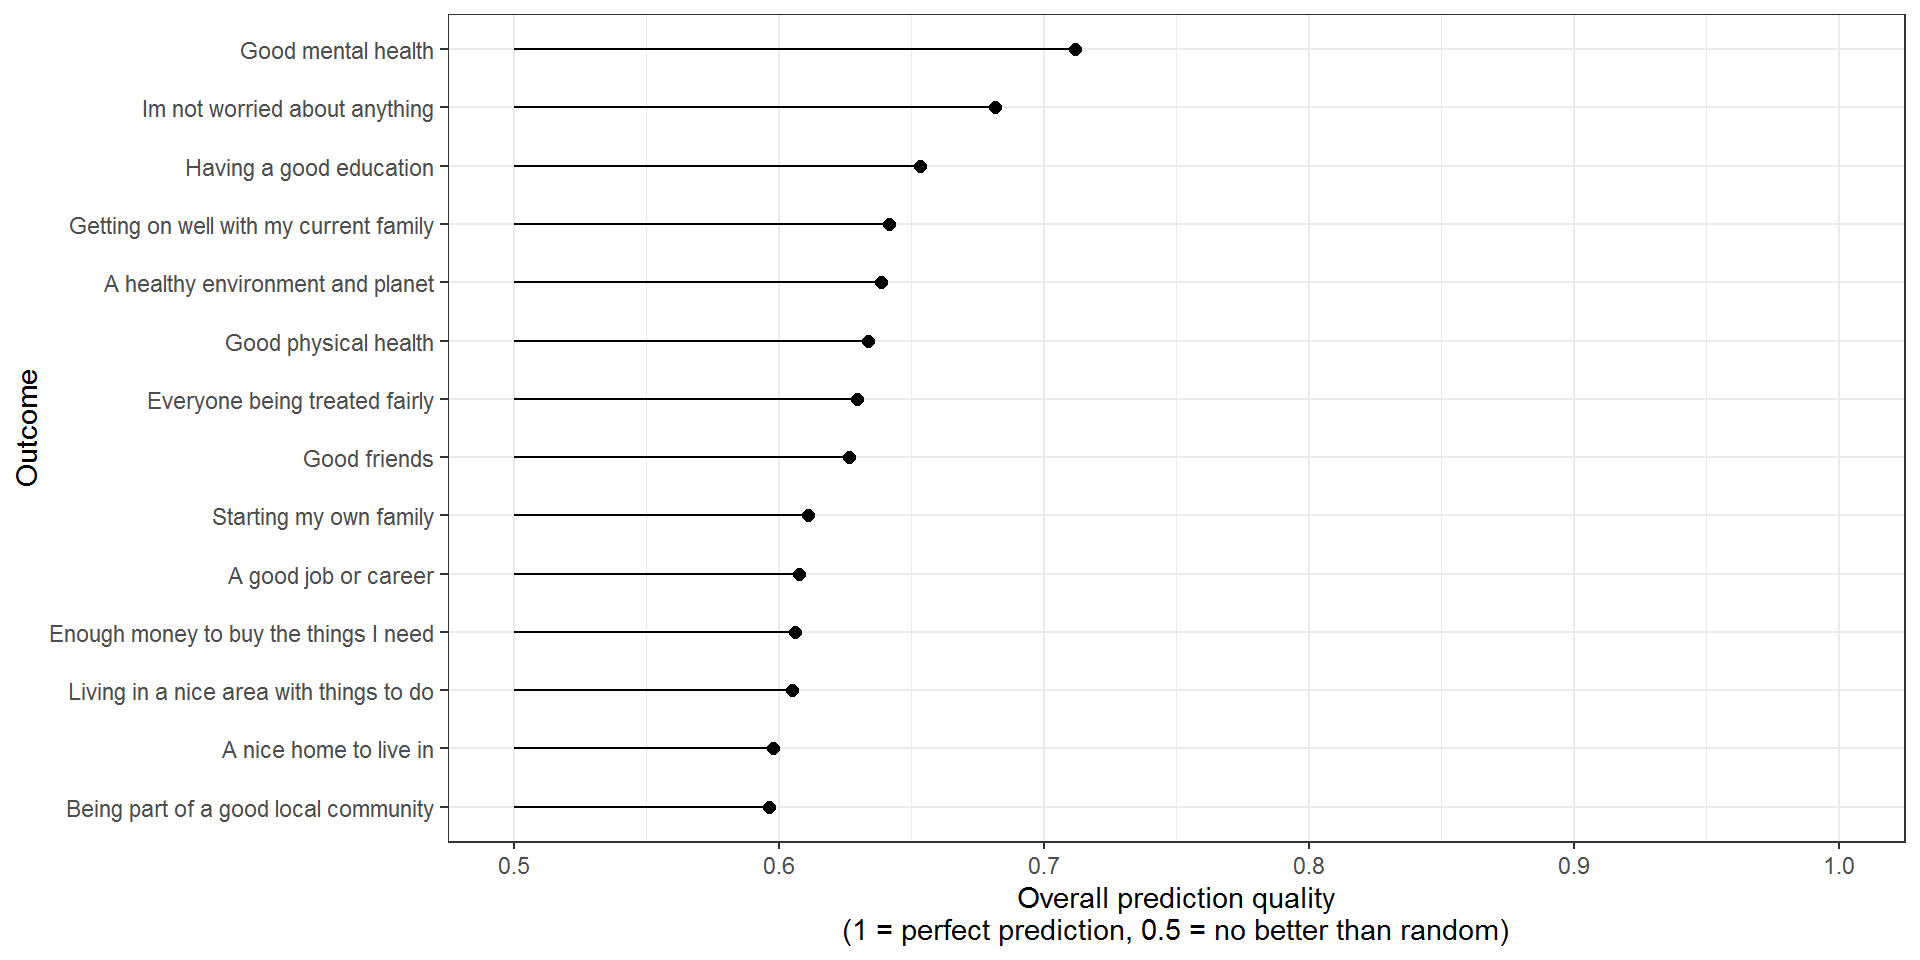 Good mental health
Im not worried about anything
Having a good education
Getting on well with my current family
A healthy environment and planet
Good physical health
Everyone being treated fairly
Good friends
Starting my own family
A good job or career
Enough money to buy the things I need
Living in a nice area with things to do
A nice home to live in
Being part of a good local community
Outcome
0.5 0.6 0.7 0.8 0.9 1.0
Overall prediction quality
(1 = perfect prediction, 0.5 = no better than random)